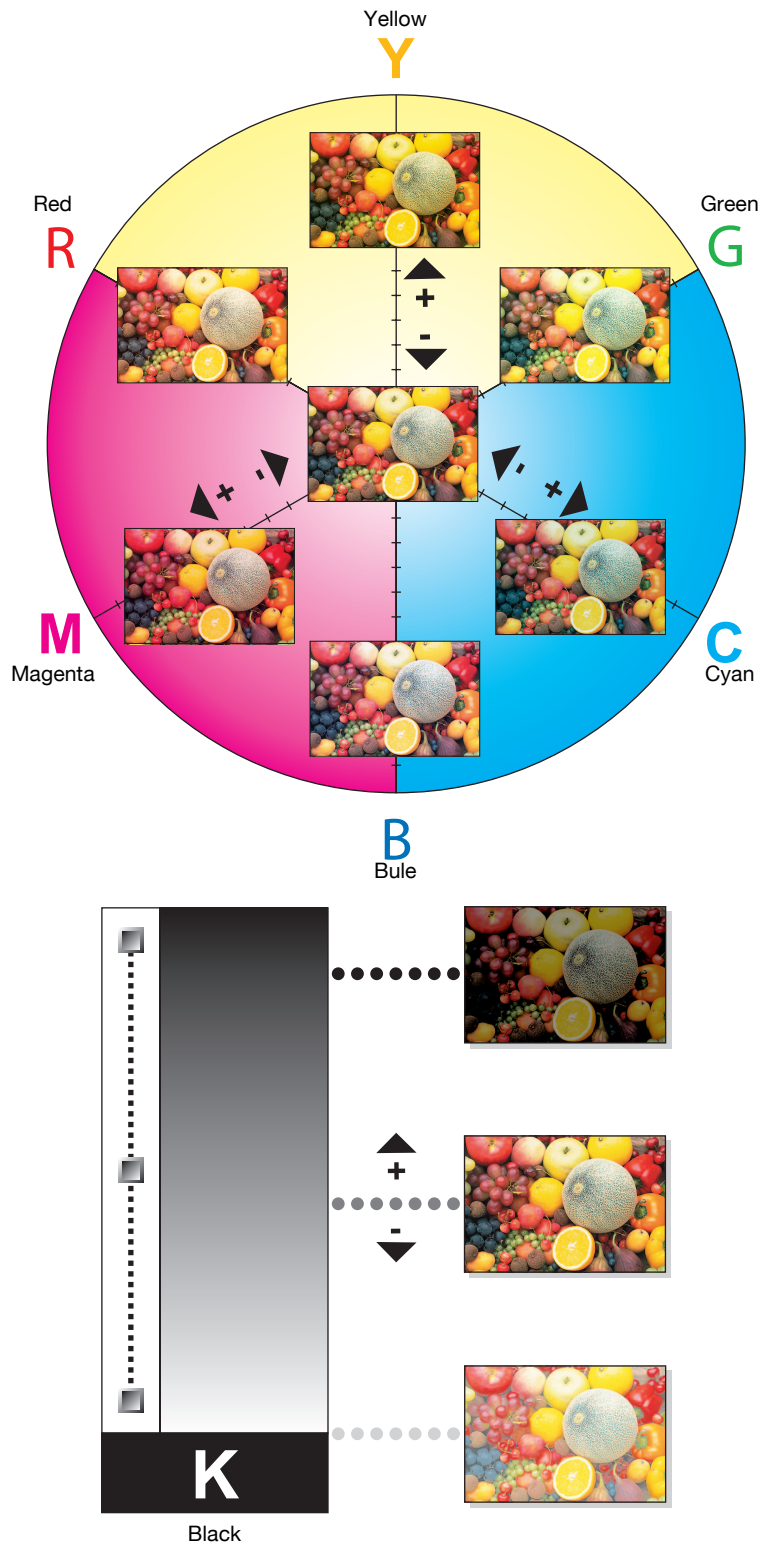 Yellow
Y
Red
R
Green
G
+
-
- +
+ -
M
Magenta
C
Cyan
B
Bule
+
-
K
Black